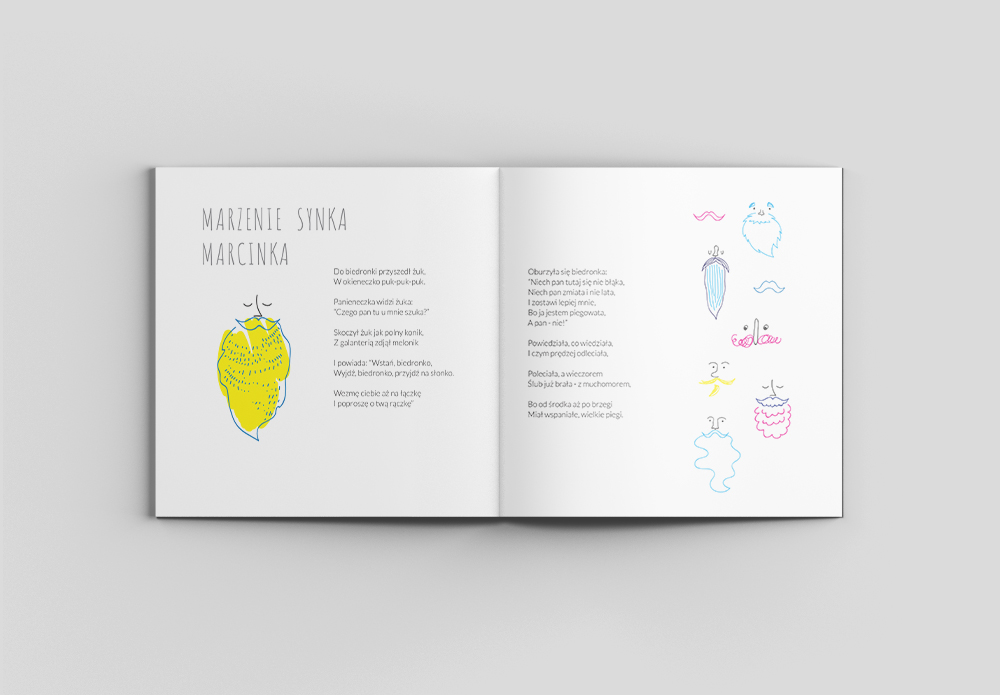 MARZENIE SYNKA
MARCINKA
Do biedronki przyszedł żuk,
W okieneczko puk-puk-puk.
Panieneczka widzi żuka:
"Czego pan tu u mnie szuka?"
Skoczył żuk jak polny konik,
Z galanterią zdjął melonik
I powiada: "Wstań, biedronko,
Wyjdź, biedronko, przyjdź na słonko.
Wezmę ciebie aż na łączkę
I poproszę o twą rączkę"
Oburzyła się biedronka:
"Niech pan tutaj się nie błąka,
Niech pan zmiata i nie lata,
I zostawi lepiej mnie,
Bo ja jestem piegowata,
A pan - nie!"
Powiedziała, co wiedziała,
I czym prędzej odleciała,
Poleciała, a wieczorem
Ślub już brała - z muchomorem,
Bo od środka aż po brzegi
Miał wspaniałe, wielkie piegi.